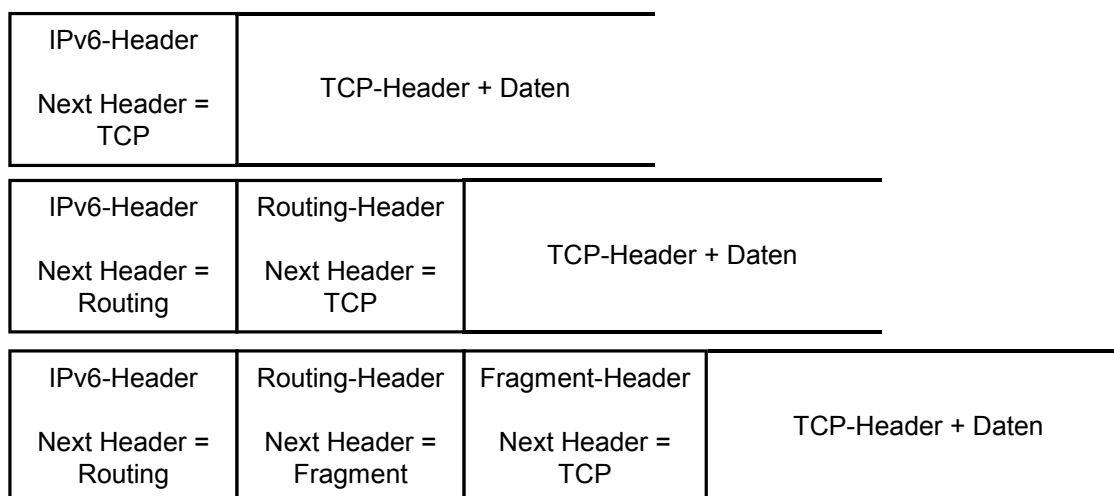 IPv6-Header
Next Header =
TCP
TCP-Header + Daten
IPv6-Header
Next Header =
Routing
Routing-Header
Next Header =
TCP
TCP-Header + Daten
IPv6-Header
Next Header =
Routing
Routing-Header
Next Header =
Fragment
Fragment-Header
Next Header =
TCP
TCP-Header + Daten